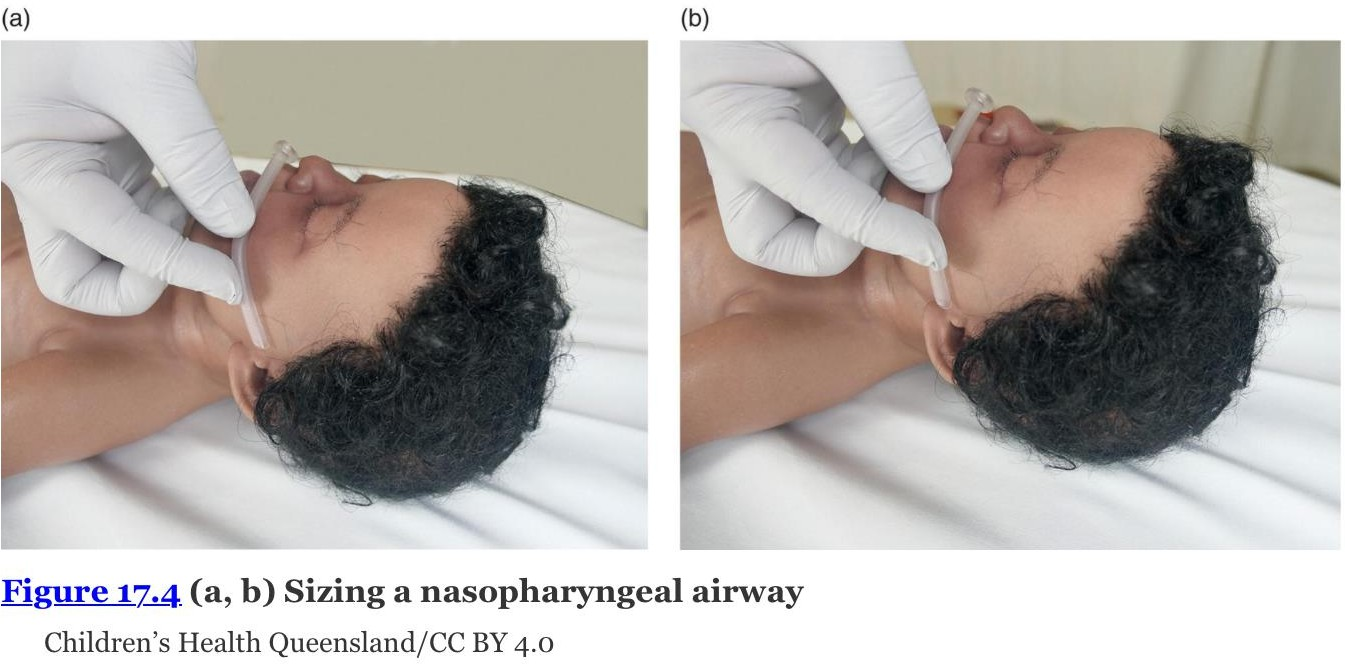 (a)
(b)
Figure 17.4 (a, b) Sizing a nasopharyngeal airway
Children’s Health Queensland/CC BY 4.0